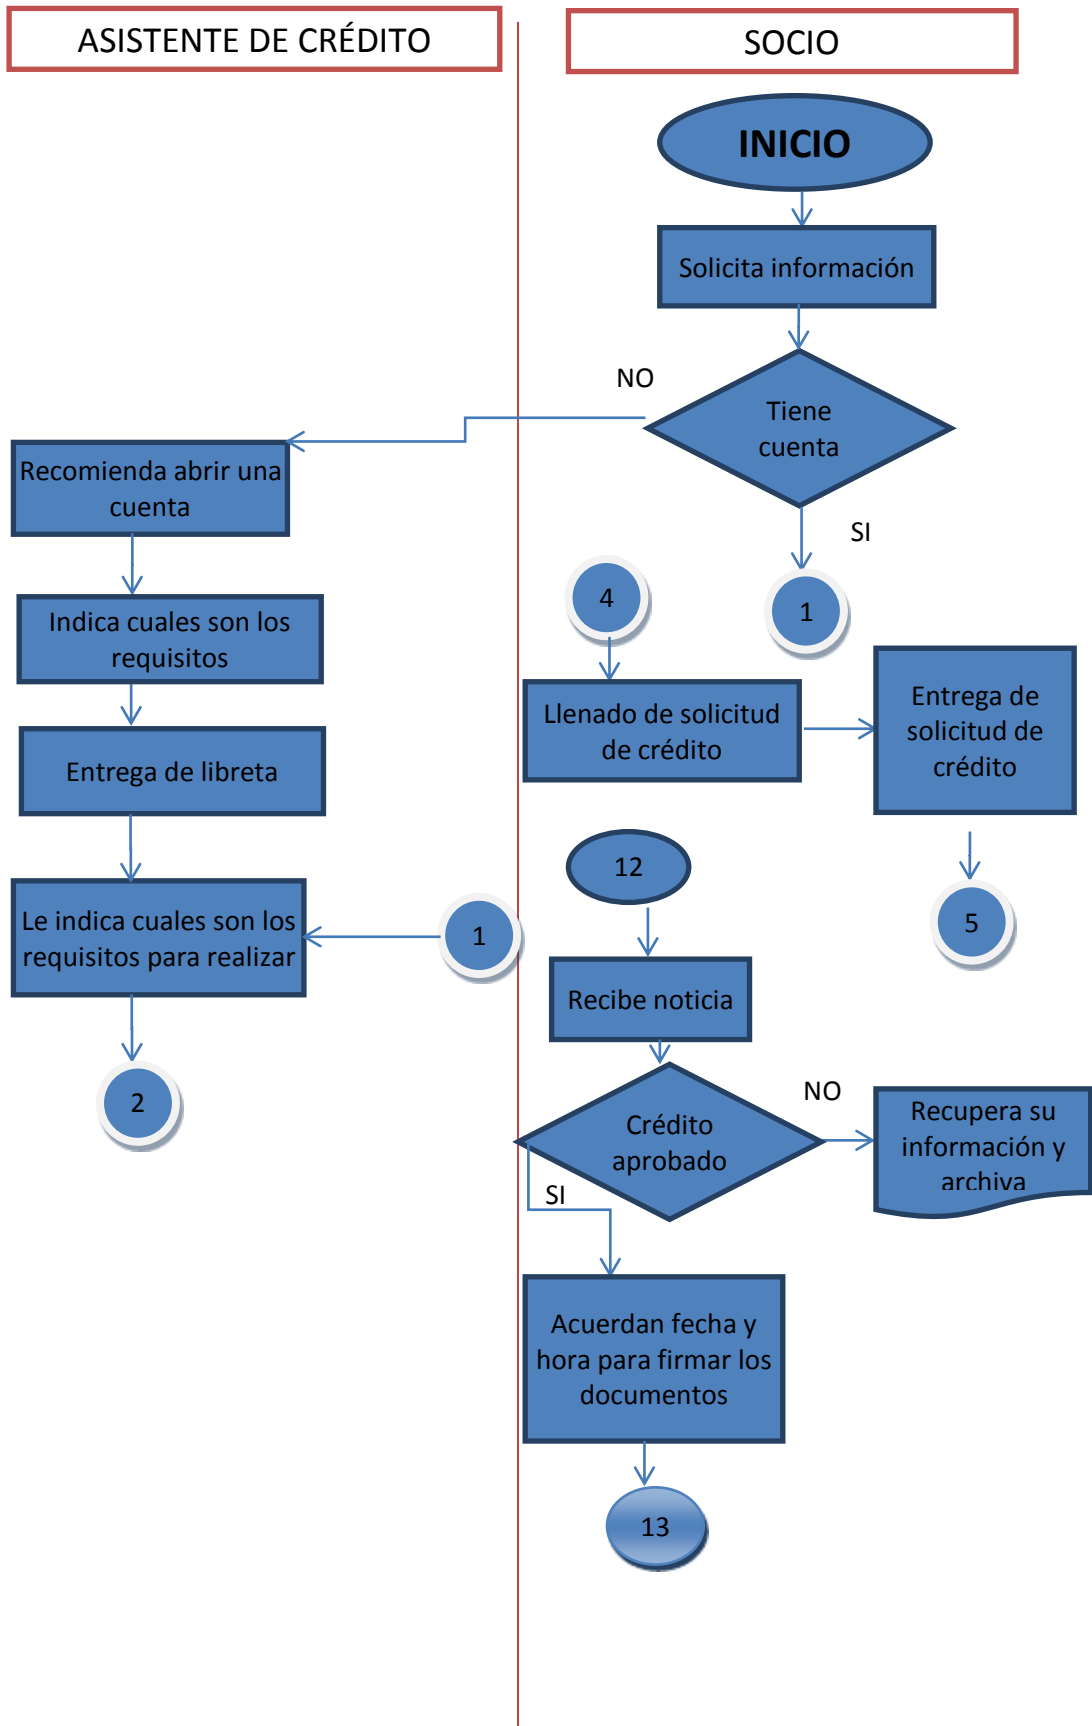 ASISTENTE DE CRÉDITO
SOCIO
INICIO
Solicita información
NO
Tiene
cuenta
SI
Recomienda abrir una
cuenta
Indica cuales son los
requisitos
Entrega de libreta
Le indica cuales son los
requisitos para realizar
1
2
4
1
Llenado de solicitud
de crédito
Entrega de
solicitud de
crédito
5
12
Recibe noticia
Crédito
aprobado
NO
Recupera su
información y
archiva
SI
Acuerdan fecha y
hora para firmar los
documentos
13